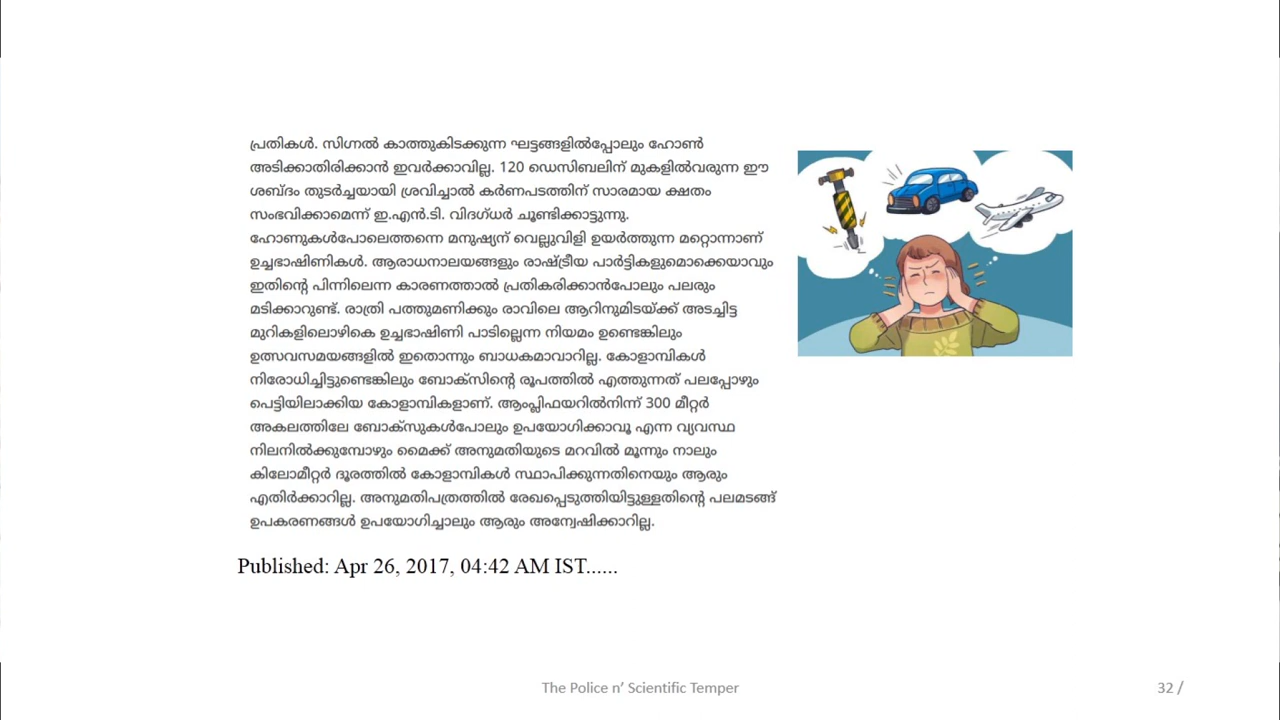 പ്രതികൾ. സിഗ്നൽ കാത്തുകിടക്കുന്ന ഘട്ടങ്ങളിൽപ്പോലും ഹോൺ
അടിക്കാതിരിക്കാൻ ഇവർക്കാവില്ല. 120 ഡെസിബലിന് മുകളിൽവരുന്ന ഈ
ശബ്ദം തുടർച്ചയായി ശ്രവിച്ചാൽ കർണപടത്തിന് സാരമായ ക്ഷതം
സംഭവിക്കാമെന്ന് ഇ.എൻ.ടി. വിദഗ്ധർ ചൂണ്ടിക്കാട്ടുന്നു.
ഹോണുകൾപോലെത്തന്നെ മനുഷ്യന് വെല്ലുവിളി ഉയർത്തുന്ന മറ്റൊന്നാണ്
ഉച്ചഭാഷിണികൾ. ആരാധനാലയങ്ങളും രാഷ്ട്രീയ പാർട്ടികളുമൊക്കെയാവും
ഇതിന്റെ പിന്നിലെന്ന കാരണത്താൽ പ്രതികരിക്കാൻപോലും പലരും
മടിക്കാറുണ്ട്. രാത്രി പത്തുമണിക്കും രാവിലെ ആറിനുമിടയ്ക്ക് അടച്ചിട്ട
മുറികളിലൊഴികെ ഉച്ചഭാഷിണി പാടില്ലെന്ന നിയമം ഉണ്ടെങ്കിലും
ഉത്സവസമയങ്ങളിൽ ഇതൊന്നും ബാധകമാവാറില്ല. കോളാമ്പികൾ
നിരോധിച്ചിട്ടുണ്ടെങ്കിലും ബോക്സിന്റെ രൂപത്തിൽ എത്തുന്നത് പലപ്പോഴും
പെട്ടിയിലാക്കിയ കോളാമ്പികളാണ്. ആംപ്ലിഫയറിൽനിന്ന് 300 മീറ്റർ
അകലത്തിലേ ബോക്സുകൾപോലും ഉപയോഗിക്കാവൂ എന്ന വ്യവസ്ഥ
നിലനിൽക്കുമ്പോഴും മൈക്ക് അനുമതിയുടെ മറവിൽ മൂന്നും നാലും
കിലോമീറ്റർ ദൂരത്തിൽ കോളാമ്പികൾ സ്ഥാപിക്കുന്നതിനെയും ആരും
എതിർക്കാറില്ല. അനുമതിപത്രത്തിൽ രേഖപ്പെടുത്തിയിട്ടുള്ളതിന്റെ പലമടങ്ങ്
ഉപകരണങ്ങൾ ഉപയോഗിച്ചാലും ആരും അന്വേഷിക്കാറില്ല.
Published: Apr 26, 2017, 04:42 AM IST......
The Police n’ Scientific Temper
32 /